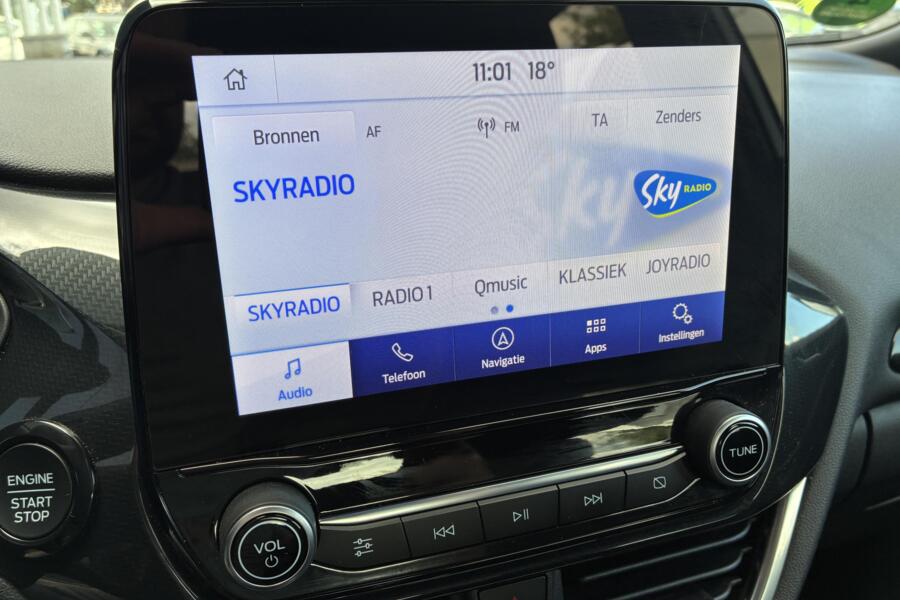 11:01 18°
Bronnen AF FM TA Zenders
SKYRADIO
Sky RADIO
SKYRADIO RADIO 1 Qmusic KLASSIEK JOYRADIO
Audio Telefoon Navigatie Apps Instellingen
ENGINE
START
STOP
VOL
TUNE